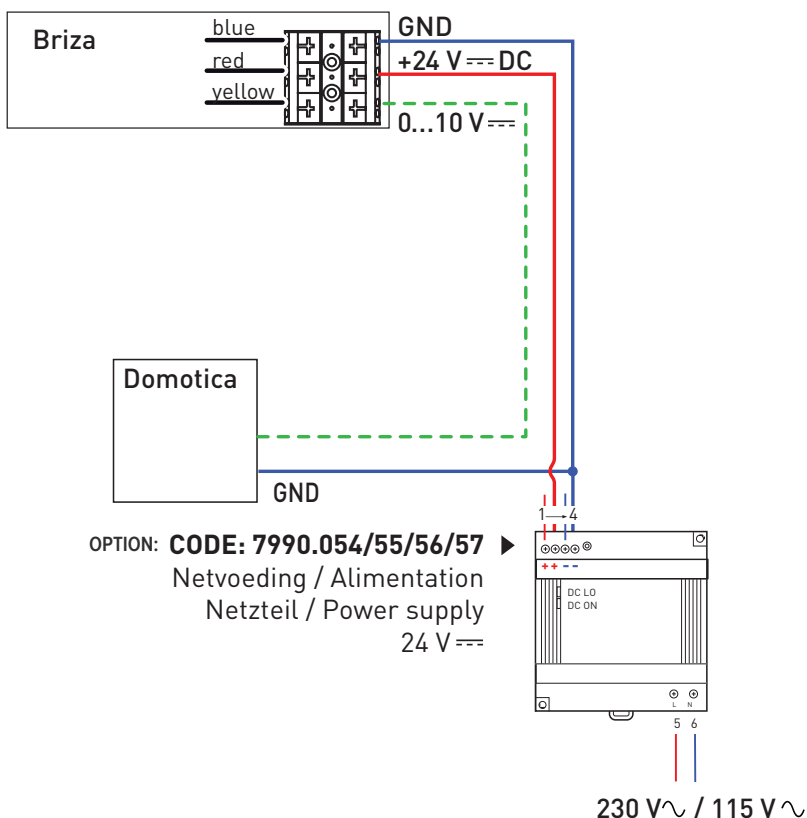 Briza
blue
red
yellow
GND
+24 V ⎓ DC
0...10 V ⎓
Domotica
GND
1→4
OPTION: CODE: 7990.054/55/56/57 ▶
Netvoeding / Alimentation
Netzteil / Power supply
24 V ⎓
++--
DC LO
DC ON
L N
5 6
230 V∿ / 115 V∿